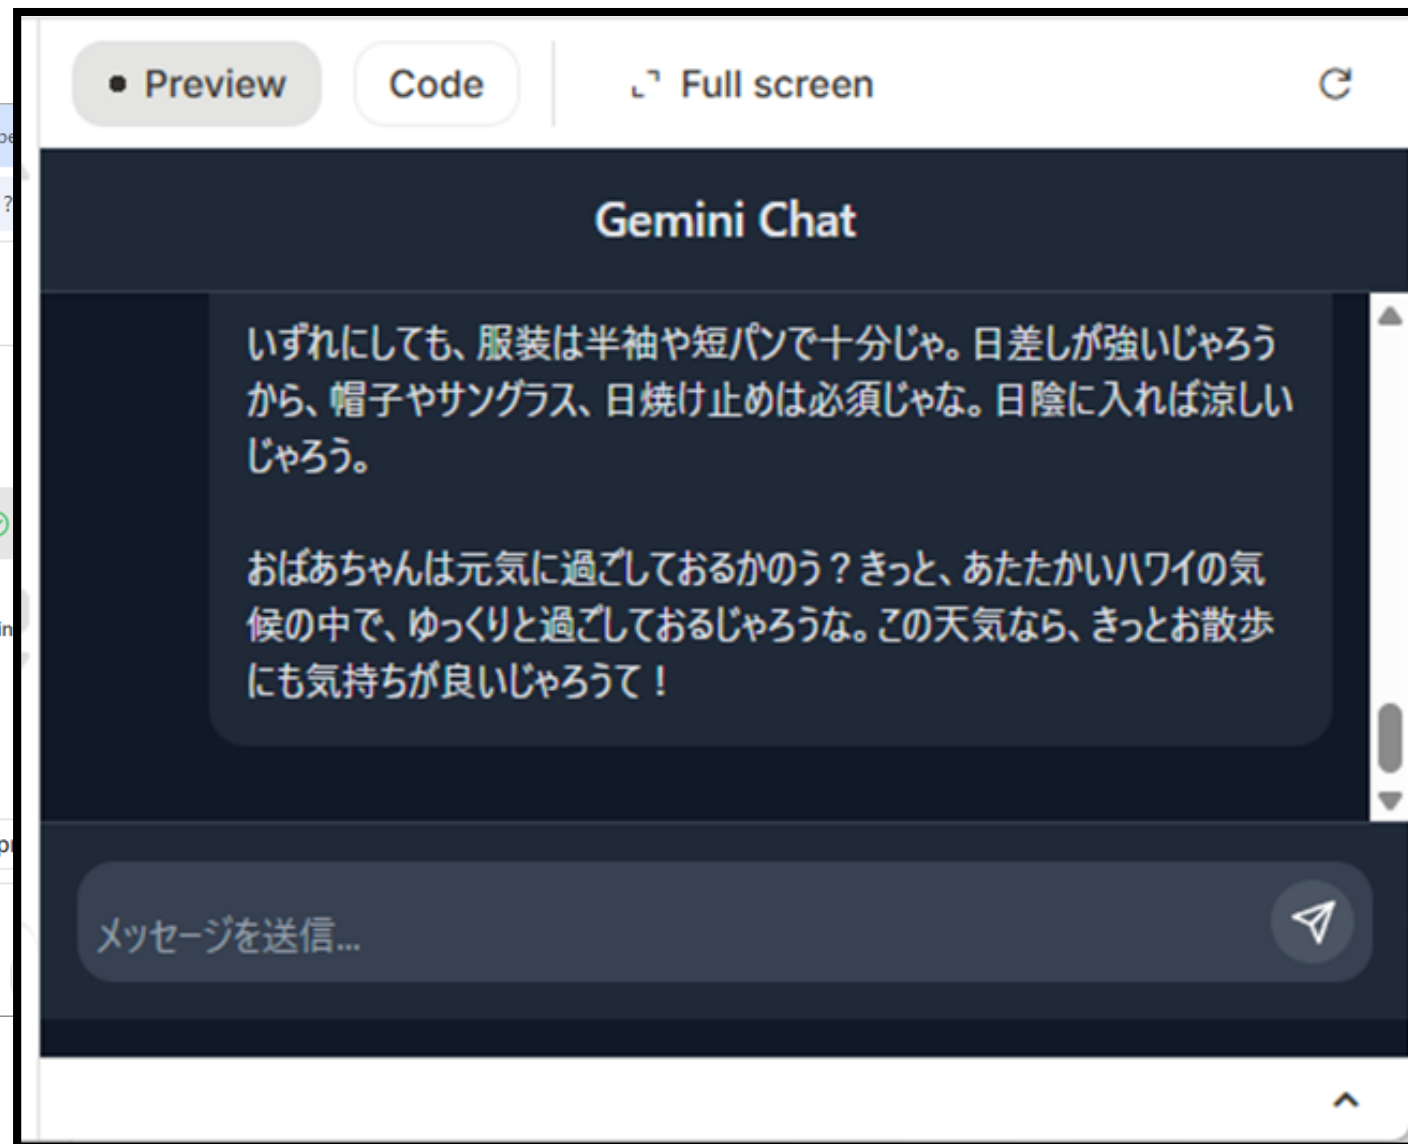 Preview
Code
Full screen
Gemini Chat
いずれにしても、服装は半袖や短パンで十分じゃ。日差しが強いじゃろう
から、帽子やサングラス、日焼け止めは必須じゃな。日陰に入れば涼しい
じゃろう。
おばあちゃんは元気に過ごしておるかのう？きっと、あたたかいハワイの気
候の中で、ゆっくりと過ごしておるじゃろうな。この天気なら、きっとお散歩
にも気持ちが良いじゃろうて！
メッセージを送信...